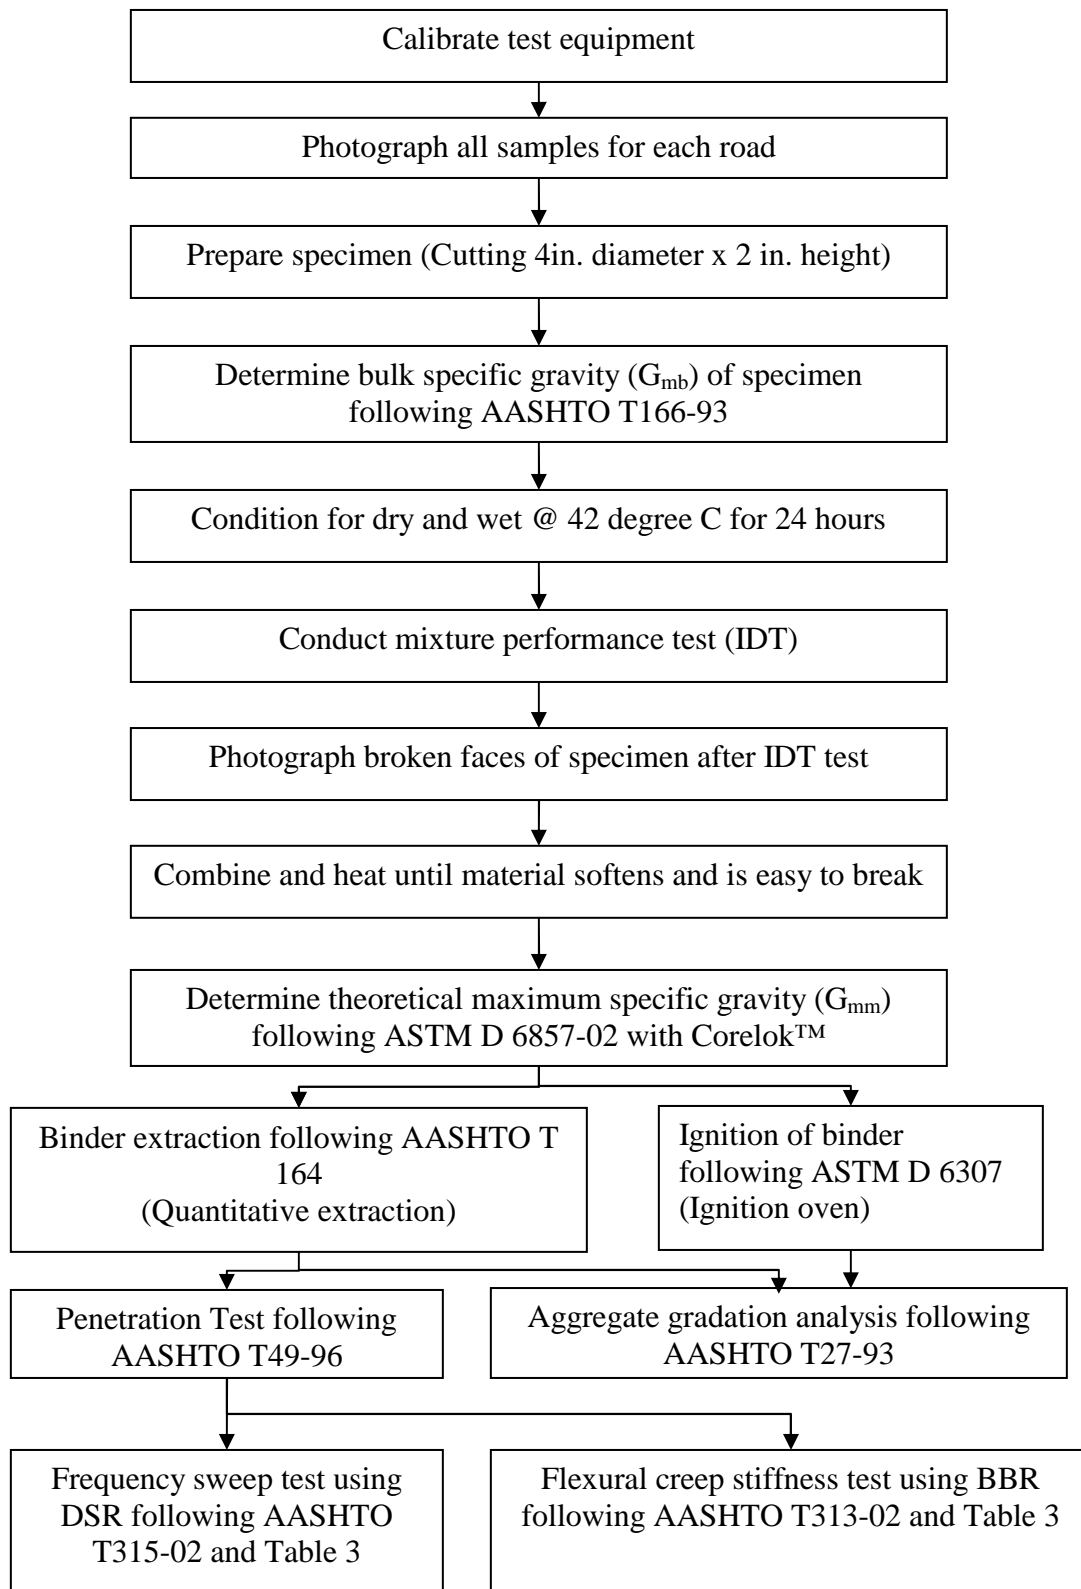 Calibrate test equipment
Photograph all samples for each road
Prepare specimen (Cutting 4in. diameter x 2 in. height)
Determine bulk specific gravity (Gmb) of specimen
following AASHTO T166-93
Condition for dry and wet @ 42 degree C for 24 hours
Conduct mixture performance test (IDT)
Photograph broken faces of specimen after IDT test
Combine and heat until material softens and is easy to break
Determine theoretical maximum specific gravity (Gmm)
following ASTM D 6857-02 with Corelok™
Binder extraction following AASHTO T
164
(Quantitative extraction)
Ignition of binder
following ASTM D 6307
(Ignition oven)
Penetration Test following
AASHTO T49-96
Aggregate gradation analysis following
AASHTO T27-93
Frequency sweep test using
DSR following AASHTO
T315-02 and Table 3
Flexural creep stiffness test using BBR
following AASHTO T313-02 and Table 3